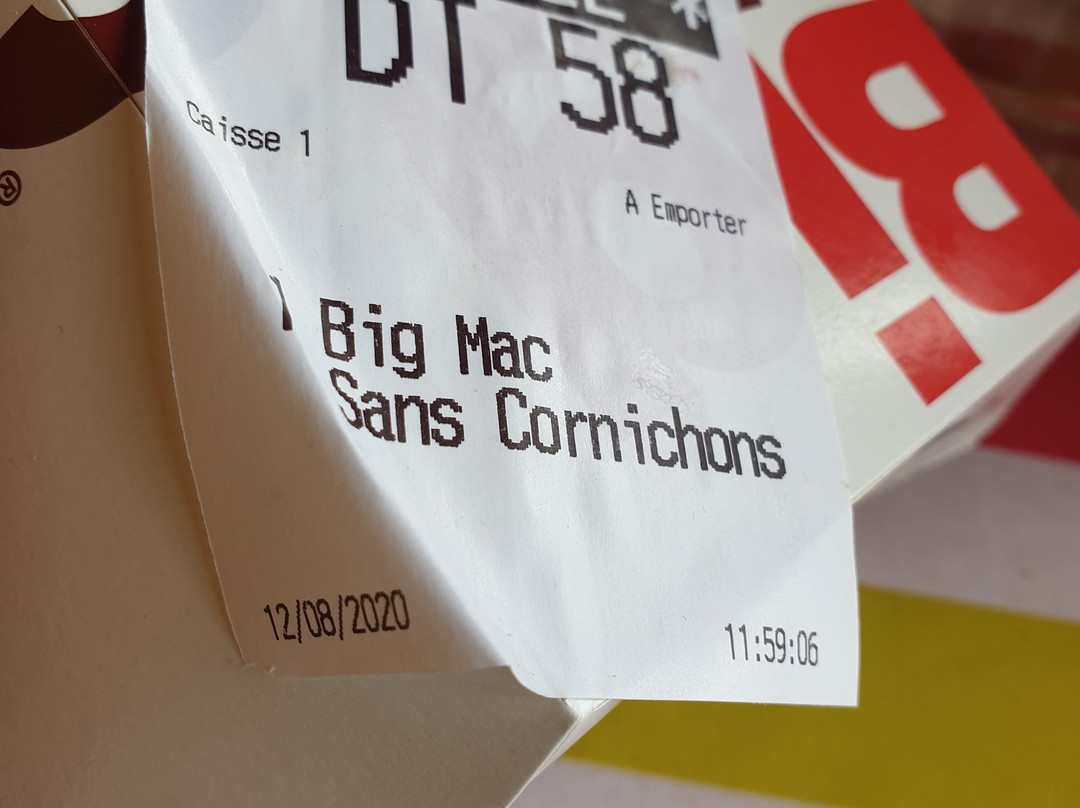 DT 58
Caisse 1
A Emporter
1 Big Mac
Sans Cornichons
12/08/2020 11:59:06
®